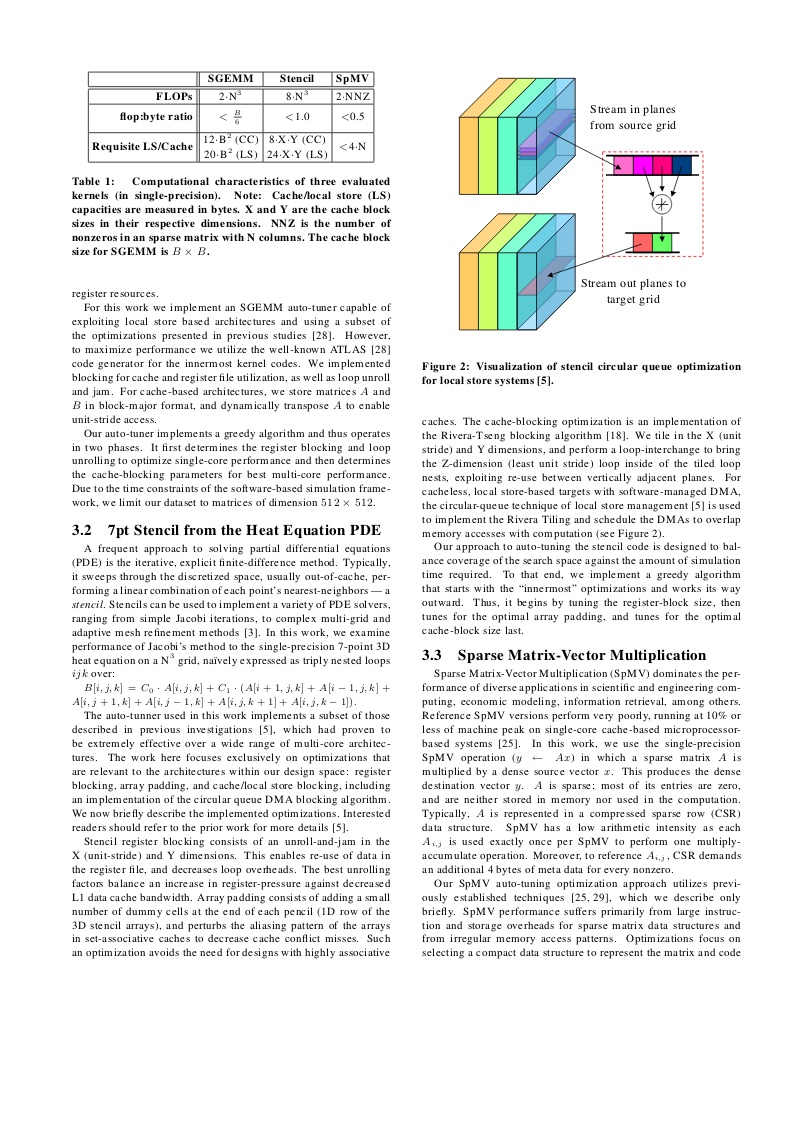 SGEMM Stencil SpMV
FLOPs 2·N³ 8·N³ 2·NNZ
flop:byte ratio < B/6 <1.0 <0.5
Requisite LS/Cache 12·B² (CC) 8·X·Y (CC) <4·N
20·B² (LS) 24·X·Y (LS)
Table 1: Computational characteristics of three evaluated
kernels (in single-precision). Note: Cache/local store (LS)
capacities are measured in bytes. X and Y are the cache block
sizes in their respective dimensions. NNZ is the number of
nonzeros in an sparse matrix with N columns. The cache block
size for SGEMM is B × B.
register resources.
For this work we implement an SGEMM auto-tuner capable of
exploiting local store based architectures and using a subset of
the optimizations presented in previous studies [28]. However,
to maximize performance we utilize the well-known ATLAS [28]
code generator for the innermost kernel codes. We implemented
blocking for cache and register file utilization, as well as loop unroll
and jam. For cache-based architectures, we store matrices A and
B in block-major format, and dynamically transpose A to enable
unit-stride access.
Our auto-tuner implements a greedy algorithm and thus operates
in two phases. It first determines the register blocking and loop
unrolling to optimize single-core performance and then determines
the cache-blocking parameters for best multi-core performance.
Due to the time constraints of the software-based simulation frame-
work, we limit our dataset to matrices of dimension 512 × 512.
3.2 7pt Stencil from the Heat Equation PDE
A frequent approach to solving partial differential equations
(PDE) is the iterative, explicit finite-difference method. Typically,
it sweeps through the discretized space, usually out-of-cache, per-
forming a linear combination of each point's nearest-neighbors — a
stencil. Stencils can be used to implement a variety of PDE solvers,
ranging from simple Jacobi iterations, to complex multi-grid and
adaptive mesh refinement methods [3]. In this work, we examine
performance of Jacobi's method to the single-precision 7-point 3D
heat equation on a N³ grid, naïvely expressed as triply nested loops
ijk over:
B[i, j, k] = C₀ · A[i, j, k] + C₁ · (A[i + 1, j, k] + A[i − 1, j, k] +
A[i, j + 1, k] + A[i, j − 1, k] + A[i, j, k + 1] + A[i, j, k − 1]).
The auto-tunner used in this work implements a subset of those
described in previous investigations [5], which had proven to
be extremely effective over a wide range of multi-core architec-
tures. The work here focuses exclusively on optimizations that
are relevant to the architectures within our design space: register
blocking, array padding, and cache/local store blocking, including
an implementation of the circular queue DMA blocking algorithm.
We now briefly describe the implemented optimizations. Interested
readers should refer to the prior work for more details [5].
Stencil register blocking consists of an unroll-and-jam in the
X (unit-stride) and Y dimensions. This enables re-use of data in
the register file, and decreases loop overheads. The best unrolling
factors balance an increase in register-pressure against decreased
L1 data cache bandwidth. Array padding consists of adding a small
number of dummy cells at the end of each pencil (1D row of the
3D stencil arrays), and perturbs the aliasing pattern of the arrays
in set-associative caches to decrease cache conflict misses. Such
an optimization avoids the need for designs with highly associative
Stream in planes
from source grid
+
Stream out planes to
target grid
Figure 2: Visualization of stencil circular queue optimization
for local store systems [5].
caches. The cache-blocking optimization is an implementation of
the Rivera-Tseng blocking algorithm [18]. We tile in the X (unit
stride) and Y dimensions, and perform a loop-interchange to bring
the Z-dimension (least unit stride) loop inside of the tiled loop
nests, exploiting re-use between vertically adjacent planes. For
cacheless, local store-based targets with software-managed DMA,
the circular-queue technique of local store management [5] is used
to implement the Rivera Tiling and schedule the DMAs to overlap
memory accesses with computation (see Figure 2).
Our approach to auto-tuning the stencil code is designed to bal-
ance coverage of the search space against the amount of simulation
time required. To that end, we implement a greedy algorithm
that starts with the “innermost” optimizations and works its way
outward. Thus, it begins by tuning the register-block size, then
tunes for the optimal array padding, and tunes for the optimal
cache-block size last.
3.3 Sparse Matrix-Vector Multiplication
Sparse Matrix-Vector Multiplication (SpMV) dominates the per-
formance of diverse applications in scientific and engineering com-
puting, economic modeling, information retrieval, among others.
Reference SpMV versions perform very poorly, running at 10% or
less of machine peak on single-core cache-based microprocessor-
based systems [25]. In this work, we use the single-precision
SpMV operation (y ← Ax) in which a sparse matrix A is
multiplied by a dense source vector x. This produces the dense
destination vector y. A is sparse; most of its entries are zero,
and are neither stored in memory nor used in the computation.
Typically, A is represented in a compressed sparse row (CSR)
data structure. SpMV has a low arithmetic intensity as each
Aᵢ,ⱼ is used exactly once per SpMV to perform one multiply-
accumulate operation. Moreover, to reference Aᵢ,ⱼ, CSR demands
an additional 4 bytes of meta data for every nonzero.
Our SpMV auto-tuning optimization approach utilizes previ-
ously established techniques [25, 29], which we describe only
briefly. SpMV performance suffers primarily from large instruc-
tion and storage overheads for sparse matrix data structures and
from irregular memory access patterns. Optimizations focus on
selecting a compact data structure to represent the matrix and code